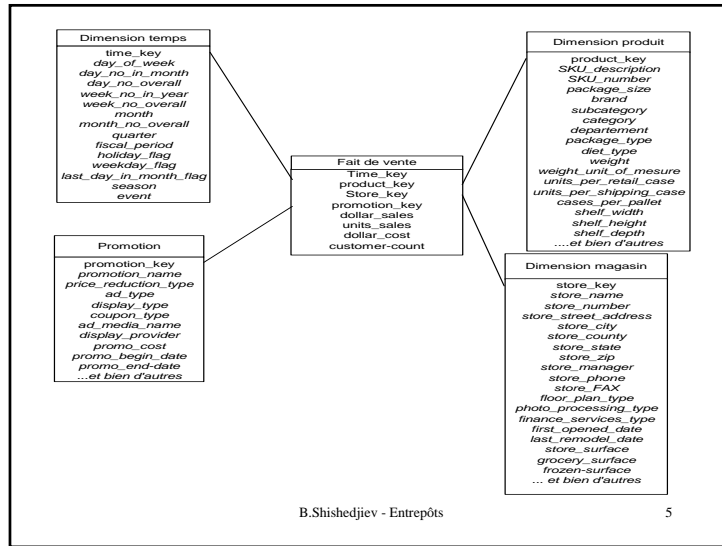 Dimension temps
time_key
day_of_week
day_no_in_month
day_no_overall
week_no_in_year
week_no_overall
month
month_no_overall
quarter
fiscal_period
holiday_flag
weekday_flag
last_day_in_month_flag
season
event
Promotion
promotion_key
promotion_name
price_reduction_type
ad_type
display_type
coupon_type
ad_media_name
display_provider
promo_cost
promo_begin_date
promo_end-date
...et bien d'autres
Fait de vente
Time_key
product_key
Store_key
promotion_key
dollar_sales
units_sales
dollar_cost
customer-count
Dimension produit
product_key
SKU_description
SKU_number
package_size
brand
subcategory
category
departement
package_type
diet_type
weight
weight_unit_of_mesure
units_per_retail_case
units_per_shipping_case
cases_per_pallet
shelf_width
shelf_height
shelf_depth
....et bien d'autres
Dimension magasin
store_key
store_name
store_number
store_street_address
store_city
store_county
store_state
store_zip
store_manager
store_phone
store_FAX
floor_plan_type
photo_processing_type
finance_services_type
first_opened_date
last_remodel_date
store_surface
grocery_surface
frozen-surface
... et bien d'autres
B.Shishedjiev - Entrepôts
5